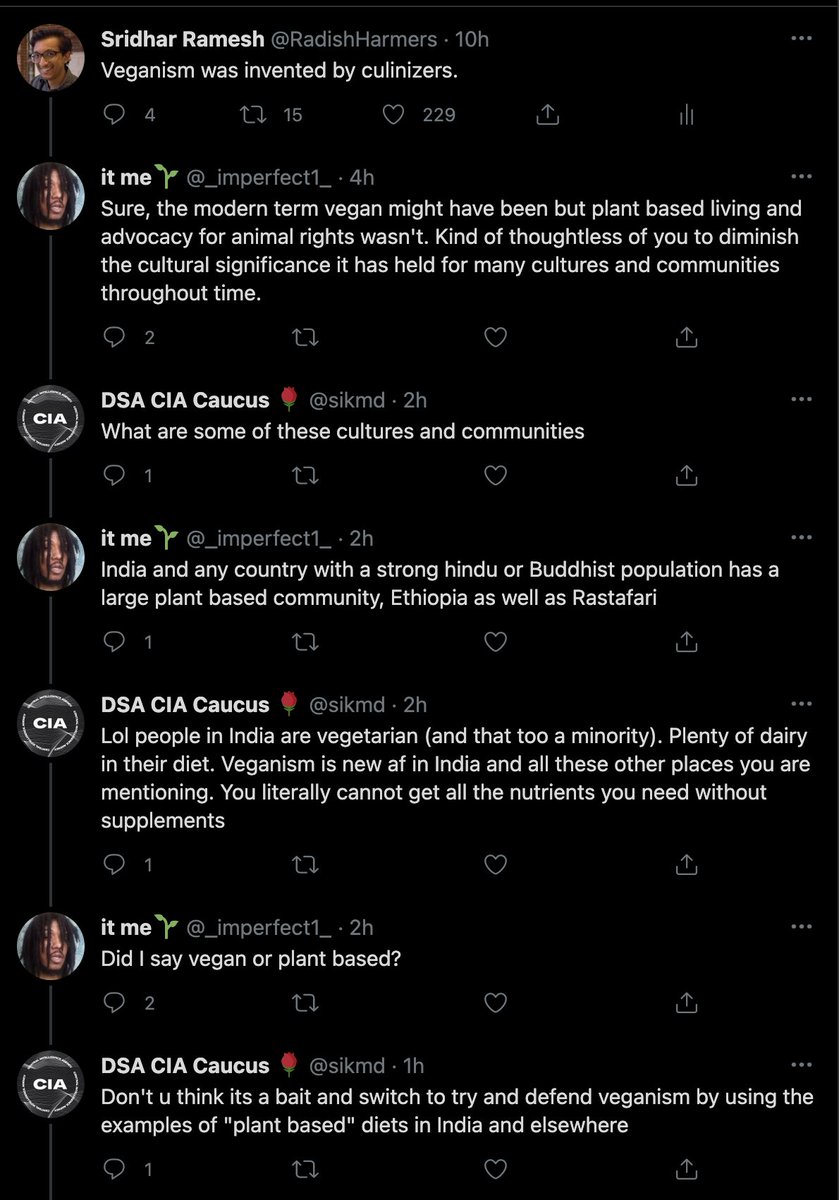 Sridhar Ramesh @RadishHarmers · 10h
Veganism was invented by culinizers.
4 15 229
it me @_imperfect1_ · 4h
Sure, the modern term vegan might have been but plant based living and
advocacy for animal rights wasn't. Kind of thoughtless of you to diminish
the cultural significance it has held for many cultures and communities
throughout time.
2
CIA
DSA CIA Caucus 🌹 @sikmd · 2h
What are some of these cultures and communities
1
it me @_imperfect1_ · 2h
India and any country with a strong hindu or Buddhist population has a
large plant based community, Ethiopia as well as Rastafari
1
CIA
DSA CIA Caucus 🌹 @sikmd · 2h
Lol people in India are vegetarian (and that too a minority). Plenty of dairy
in their diet. Veganism is new af in India and all these other places you are
mentioning. You literally cannot get all the nutrients you need without
supplements
1
it me @_imperfect1_ · 2h
Did I say vegan or plant based?
2
CIA
DSA CIA Caucus 🌹 @sikmd · 1h
Don't u think its a bait and switch to try and defend veganism by using the
examples of "plant based" diets in India and elsewhere
1